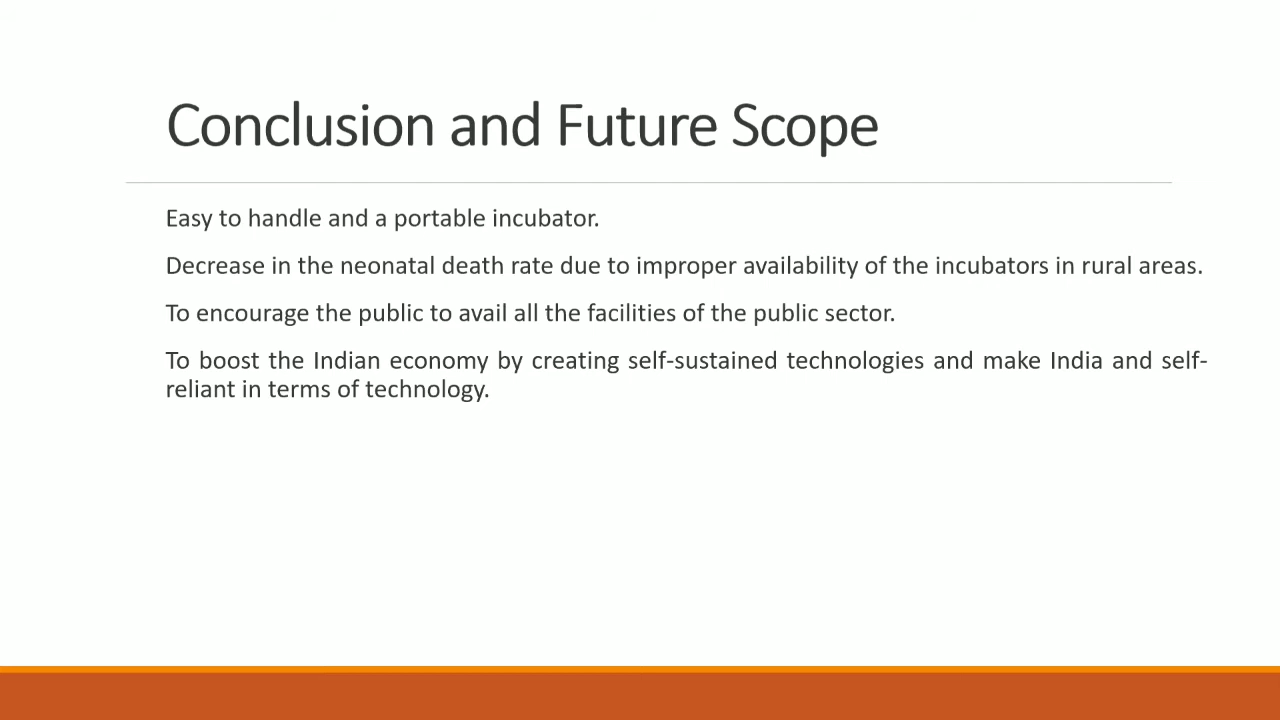 Conclusion and Future Scope
Easy to handle and a portable incubator.
Decrease in the neonatal death rate due to improper availability of the incubators in rural areas.
To encourage the public to avail all the facilities of the public sector.
To boost the Indian economy by creating self-sustained technologies and make India and self-
reliant in terms of technology.